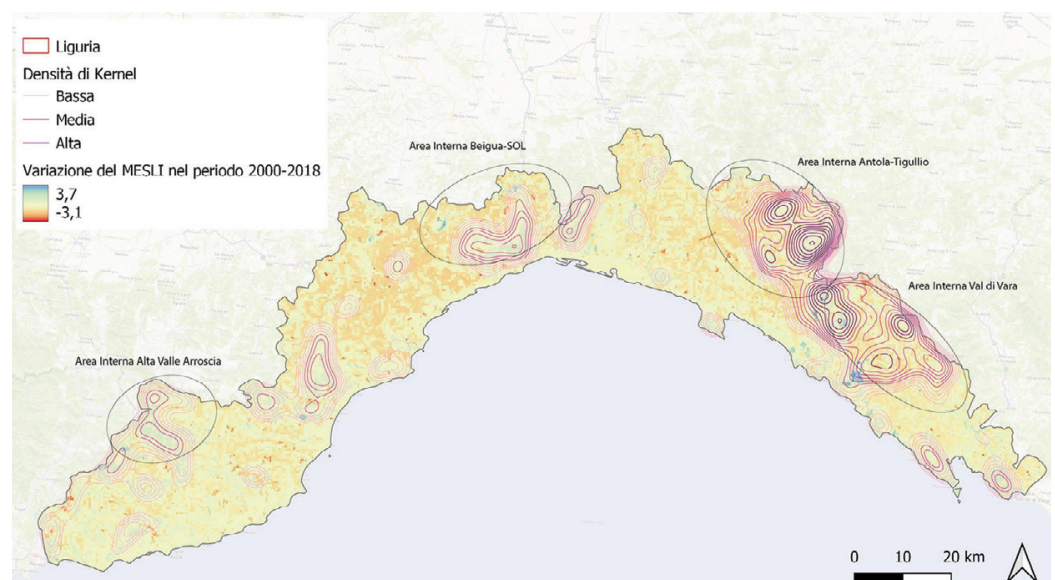 Liguria
Densità di Kernel
Bassa
Media
Alta
Variazione del MESLI nel periodo 2000-2018
3,7
-3,1
Area Interna Beigua-SOL
Area Interna Antola-Tigullio
Area Interna Val di Vara
Area Interna Alta Valle Arroscia
0 10 20 km